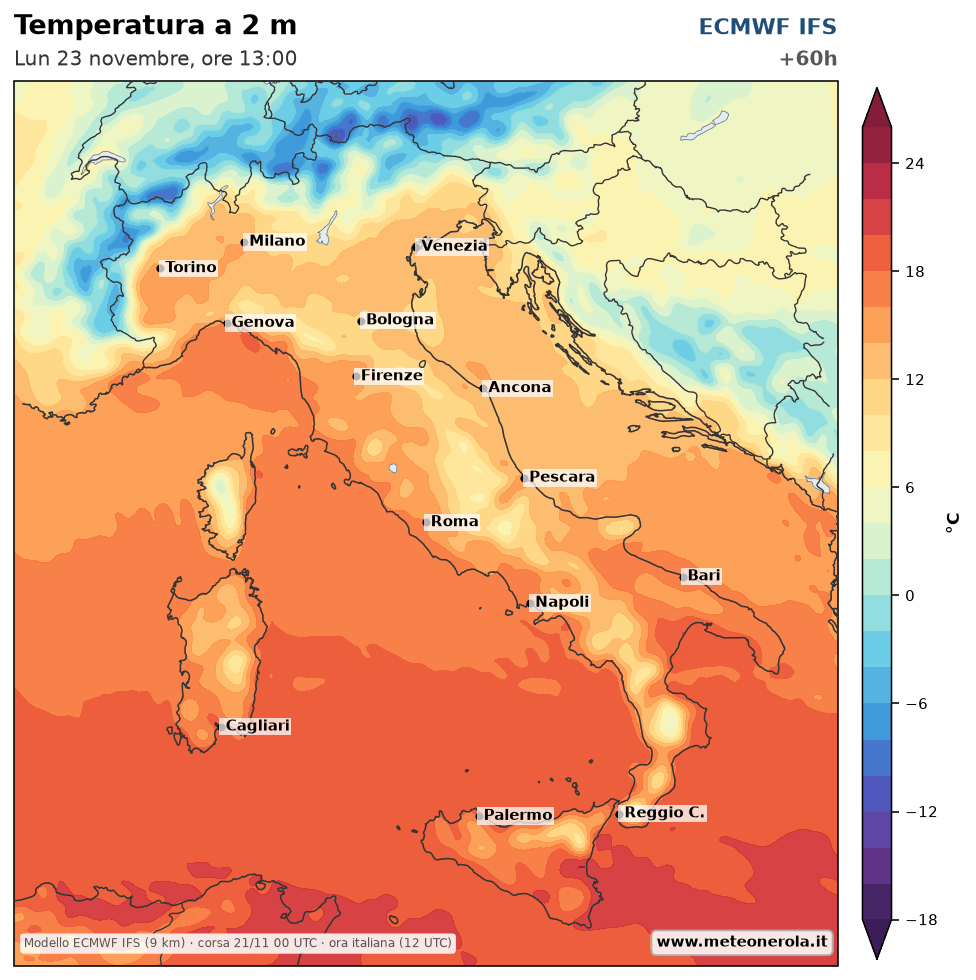 Temperatura a 2 m
ECMWF IFS
Lun 23 novembre, ore 13:00
+60h
Milano
Venezia
Torino
Genova
Bologna
Firenze
Ancona
Pescara
Roma
Bari
Napoli
Cagliari
Palermo
Reggio C.
24
18
12
6
0
−6
−12
−18
°C
Modello ECMWF IFS (9 km) · corsa 21/11 00 UTC · ora italiana (12 UTC)
www.meteonerola.it